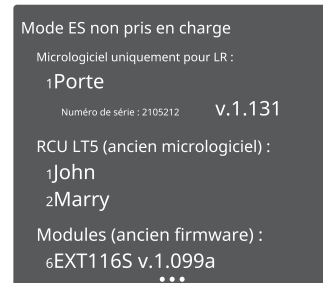 Mode ES non pris en charge
Micrologiciel uniquement pour LR :
1Porte
Numéro de série : 2105212 v.1.131
RCU LT5 (ancien micrologiciel) :
1John
2Marry
Modules (ancien firmware) :
6EXT116S v.1.099a